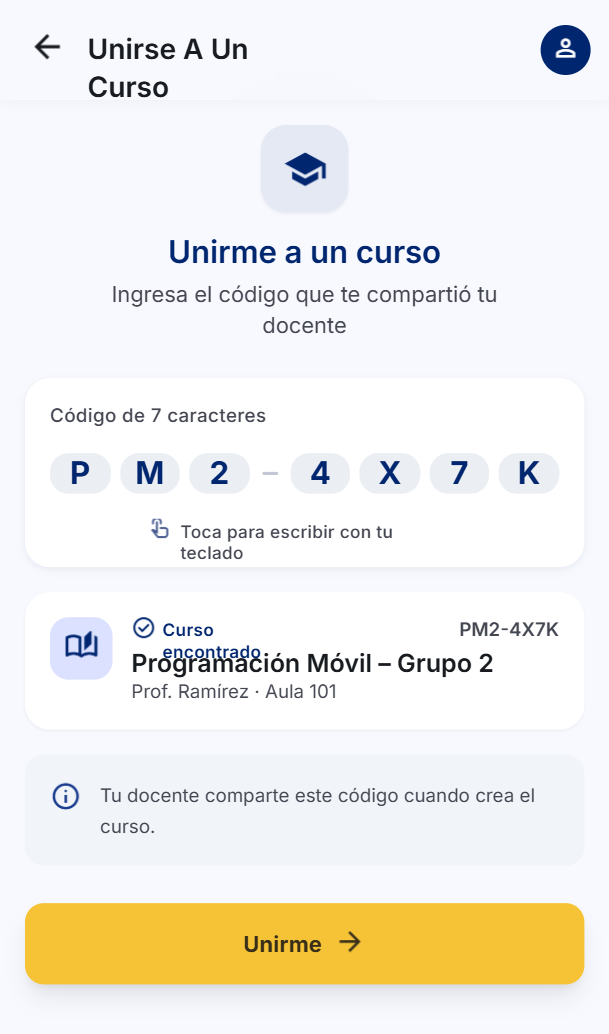 Unirse A Un
Curso
Unirme a un curso
Ingresa el código que te compartió tu
docente
Código de 7 caracteres
P M 2 – 4 X 7 K
Toca para escribir con tu
teclado
Curso
encontrado
PM2-4X7K
Programación Móvil – Grupo 2
Prof. Ramírez · Aula 101
Tu docente comparte este código cuando crea el
curso.
Unirme